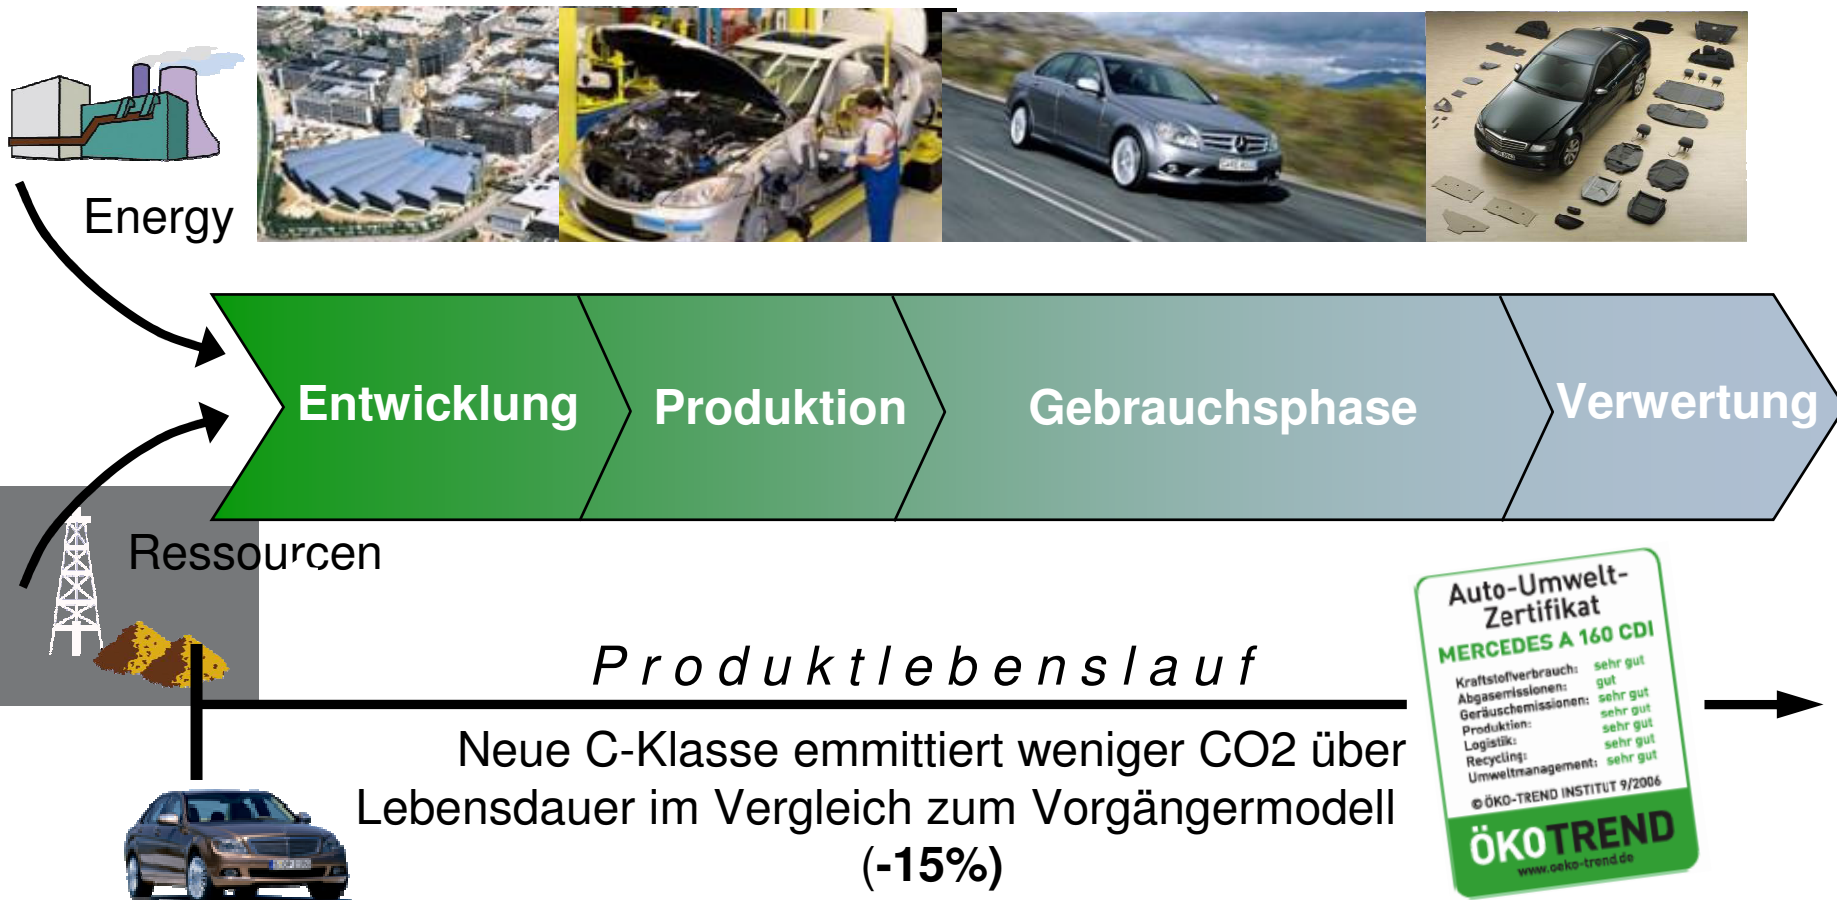 Energy
Entwicklung
Produktion
Gebrauchsphase
Verwertung
Ressourcen
Produktlebenslauf
Neue C-Klasse emmittiert weniger CO2 über
Lebensdauer im Vergleich zum Vorgängermodell
(-15%)
Auto-Umwelt-
Zertifikat
MERCEDES A 160 CDI
Kraftstoffverbrauch: sehr gut
Abgasemissionen: gut
Geräuschemissionen: sehr gut
Produktion: sehr gut
Logistik: sehr gut
Recycling: sehr gut
Umweltmanagement: sehr gut
© ÖKO-TREND INSTITUT 9/2006
ÖKOTREND
www.oeko-trend.de